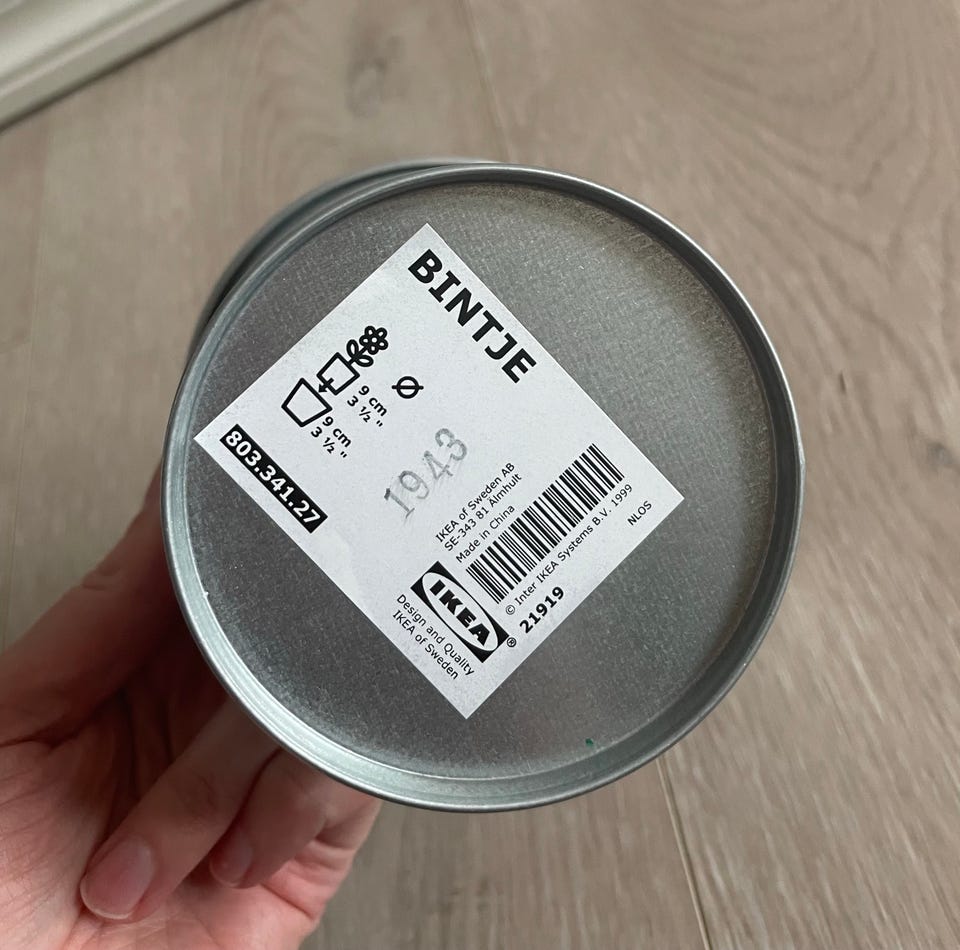 BINTJE
Ø
9 cm
3 ½ "
9 cm
3 ½ "
803.341.27
1943
IKEA of Sweden AB
SE-343 81 Älmhult
Made in China
© Inter IKEA Systems B.V. 1999
NLOS
21919
IKEA®
Design and Quality
IKEA of Sweden